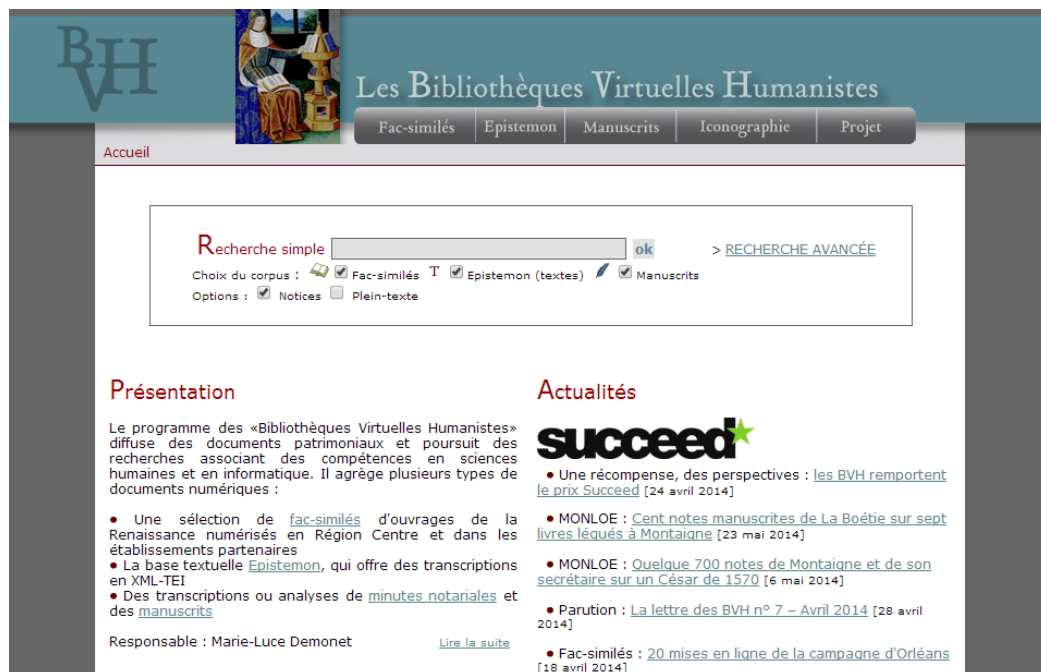 BVH
Les Bibliothèques Virtuelles Humanistes
Fac-similés Epistemon Manuscrits Iconographie Projet
Accueil
Recherche simple ok > RECHERCHE AVANCÉE
Choix du corpus : Fac-similés T Epistemon (textes) Manuscrits
Options : Notices Plein-texte
Présentation
Le programme des «Bibliothèques Virtuelles Humanistes»
diffuse des documents patrimoniaux et poursuit des
recherches associant des compétences en sciences
humaines et en informatique. Il agrège plusieurs types de
documents numériques :
• Une sélection de fac-similés d'ouvrages de la
Renaissance numérisés en Région Centre et dans les
établissements partenaires
• La base textuelle Epistemon, qui offre des transcriptions
en XML-TEI
• Des transcriptions ou analyses de minutes notariales et
des manuscrits
Responsable : Marie-Luce Demonet Lire la suite
Actualités
succeed
• Une récompense, des perspectives : les BVH remportent
le prix Succeed [24 avril 2014]
• MONLOE : Cent notes manuscrites de La Boétie sur sept
livres légués à Montaigne [23 mai 2014]
• MONLOE : Quelque 700 notes de Montaigne et de son
secrétaire sur un César de 1570 [6 mai 2014]
• Parution : La lettre des BVH n° 7 – Avril 2014 [28 avril
2014]
• Fac-similés : 20 mises en ligne de la campagne d'Orléans
[18 avril 2014]